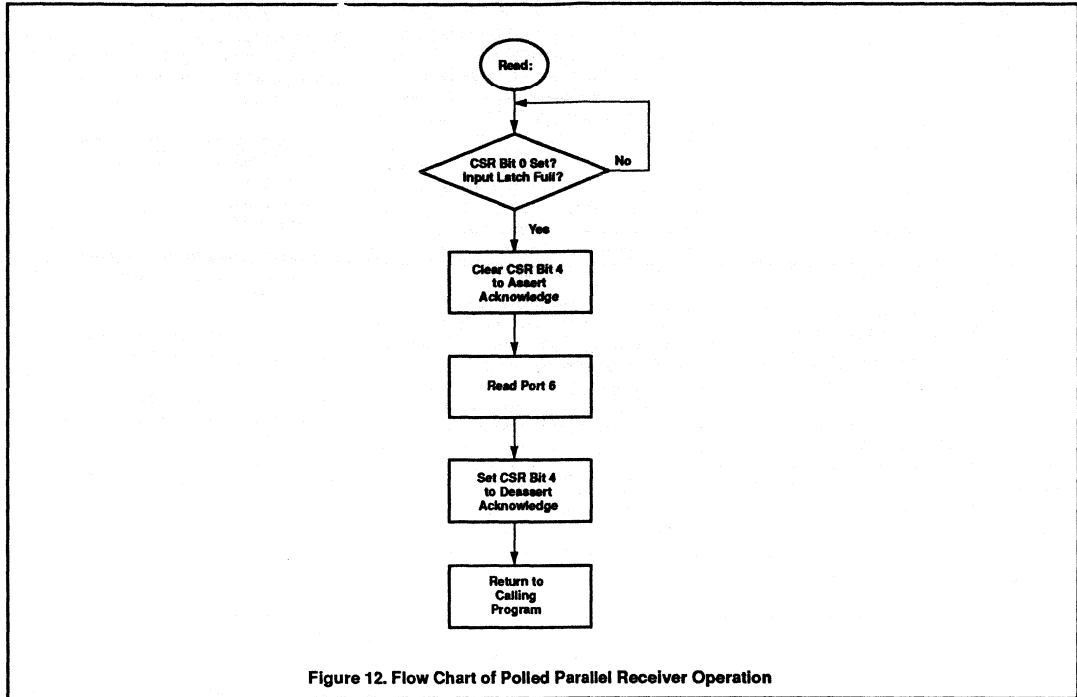 Read:
CSR Bit 0 Set?
Input Latch Full?
No
Yes
Clear CSR Bit 4
to Assert
Acknowledge
Read Port 6
Set CSR Bit 4
to Deassert
Acknowledge
Return to
Calling
Program
Figure 12. Flow Chart of Polled Parallel Receiver Operation